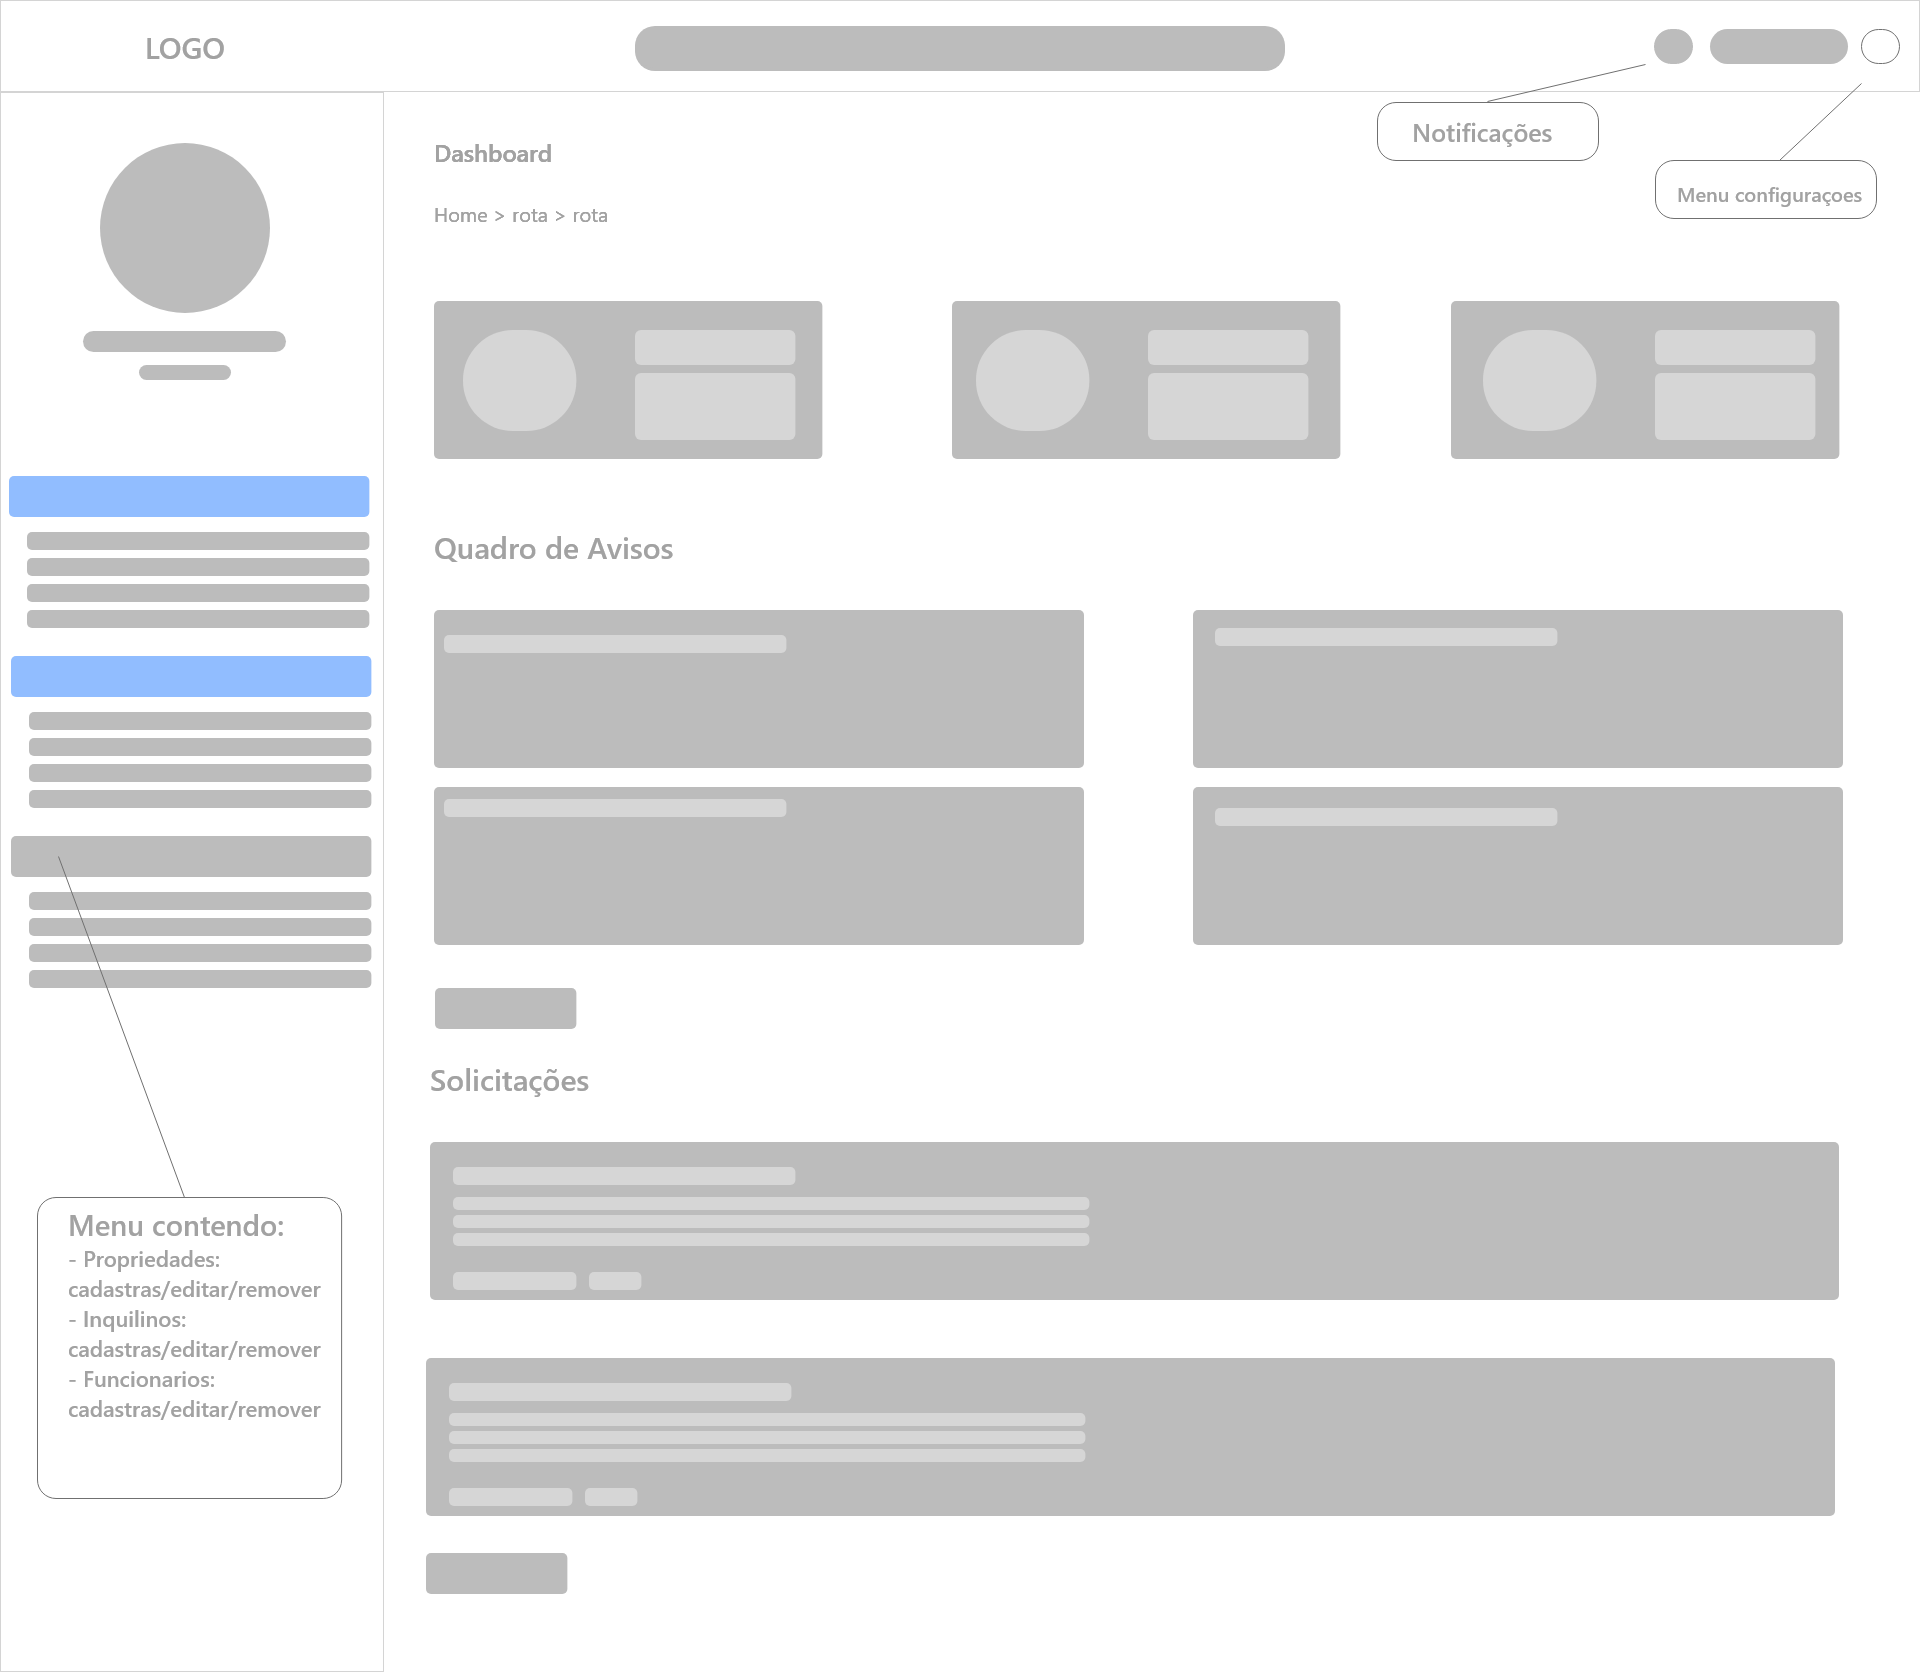 LOGO
Notificações
Menu configuraçoes
Dashboard
Home > rota > rota
Quadro de Avisos
Solicitações
Menu contendo:
- Propriedades:
cadastras/editar/remover
- Inquilinos:
cadastras/editar/remover
- Funcionarios:
cadastras/editar/remover